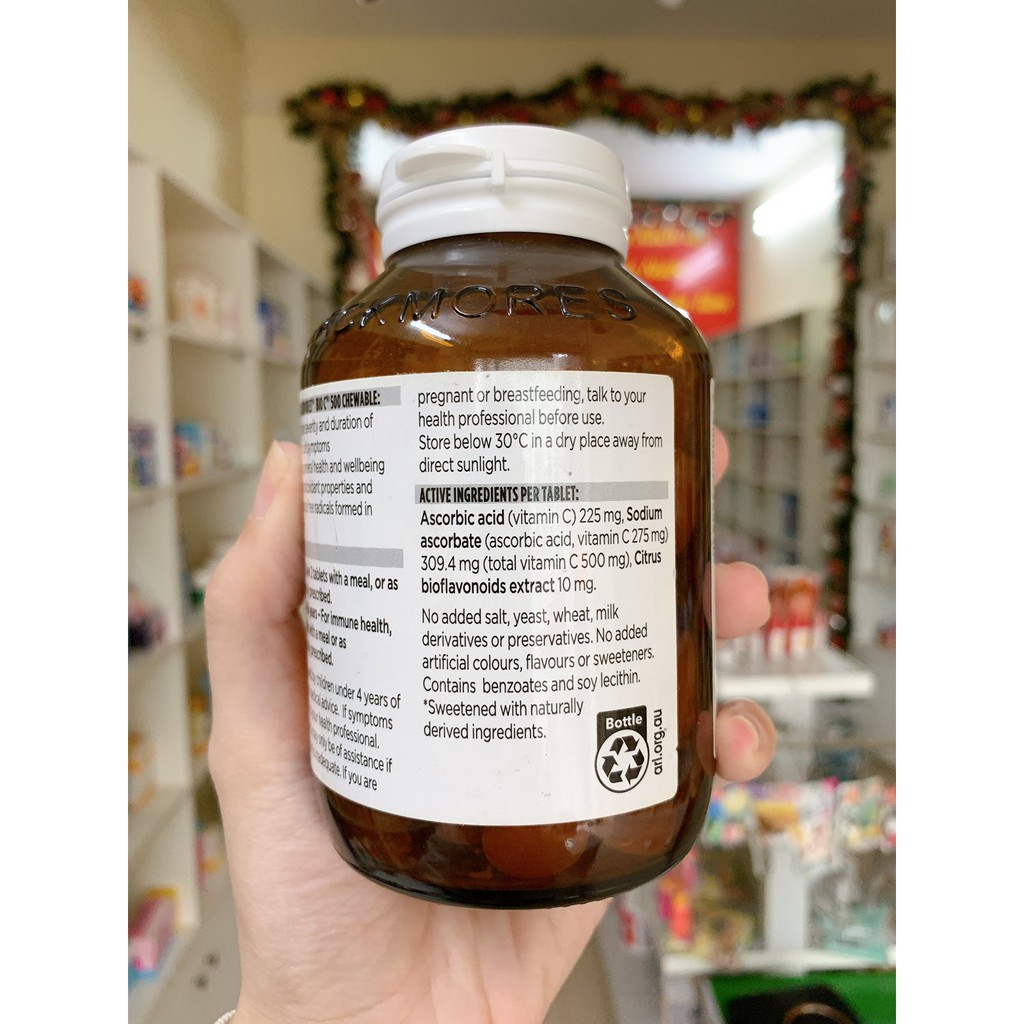 ACKMORES
BIO C 500 CHEWABLE:
severity and duration of
symptoms
health and wellbeing
properties and
free radicals formed in
2 tablets with a meal, or as
prescribed.
years - For immune health,
with a meal or as
prescribed.
children under 4 years of
advice. If symptoms
health professional.
only be of assistance if
inadequate. If you are
pregnant or breastfeeding, talk to your
health professional before use.
Store below 30°C in a dry place away from
direct sunlight.
ACTIVE INGREDIENTS PER TABLET:
Ascorbic acid (vitamin C) 225 mg, Sodium
ascorbate (ascorbic acid, vitamin C 275 mg)
309.4 mg (total vitamin C 500 mg), Citrus
bioflavonoids extract 10 mg.
No added salt, yeast, wheat, milk
derivatives or preservatives. No added
artificial colours, flavours or sweeteners.
Contains benzoates and soy lecithin.
*Sweetened with naturally
derived ingredients.
Bottle
arl.org.au